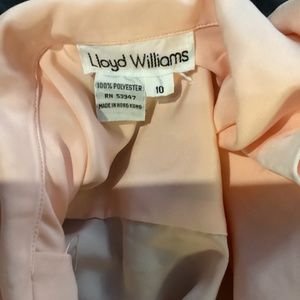 Lloyd Williams
100% POLYESTER
RN 53947
MADE IN HONG KONG
10